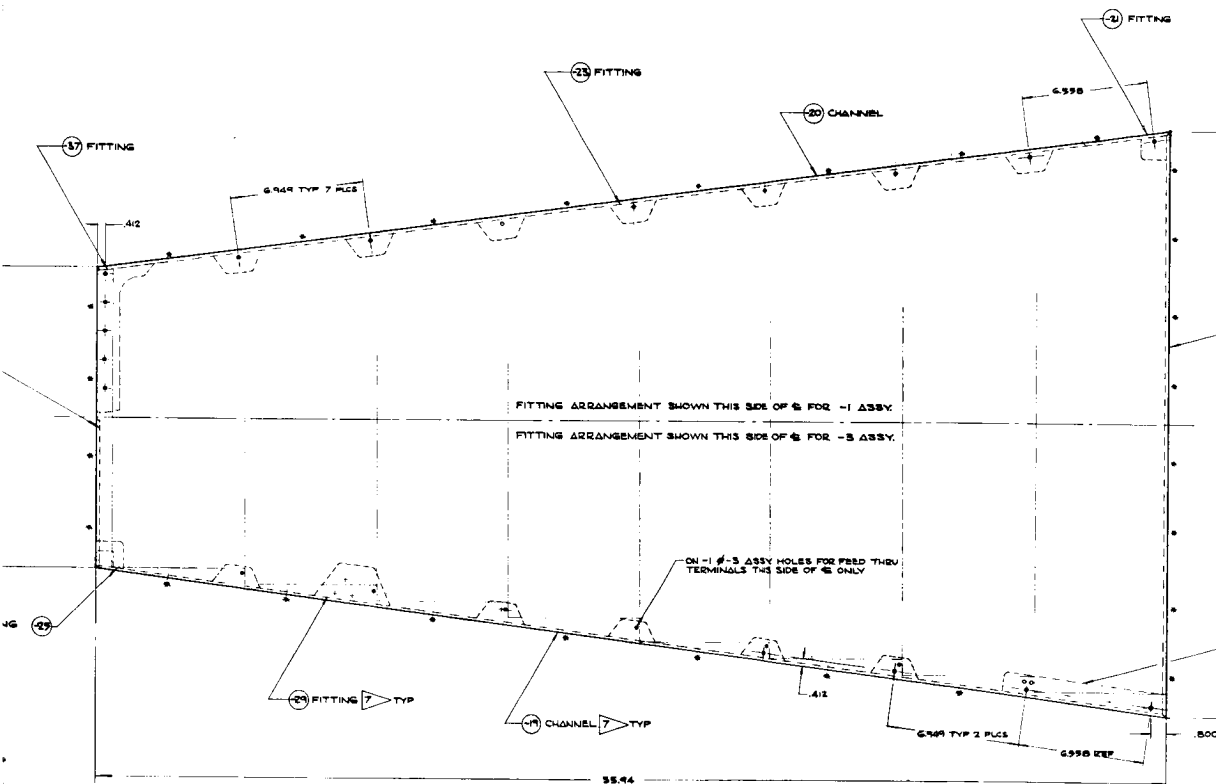 -21 FITTING
-23 FITTING
6.998
-20 CHANNEL
-37 FITTING
6.949 TYP 7 PLCS
.412
FITTING ARRANGEMENT SHOWN THIS SIDE OF ℄ FOR -1 ASSY.
FITTING ARRANGEMENT SHOWN THIS SIDE OF ℄ FOR -3 ASSY.
ON -1 & -3 ASSY HOLES FOR FEED THRU
TERMINALS THIS SIDE OF ℄ ONLY
-25
-29 FITTING 7 TYP
.412
-19 CHANNEL 7 TYP
6.949 TYP 2 PLCS
.800
6.998 REF